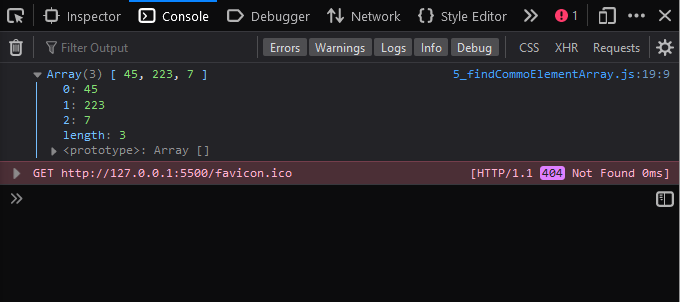 Inspector Console Debugger Network Style Editor 1
Filter Output Errors Warnings Logs Info Debug CSS XHR Requests
Array(3) [ 45, 223, 7 ] 5_findCommoElementArray.js:19:9
0: 45
1: 223
2: 7
length: 3
<prototype>: Array []
GET http://127.0.0.1:5500/favicon.ico [HTTP/1.1 404 Not Found 0ms]